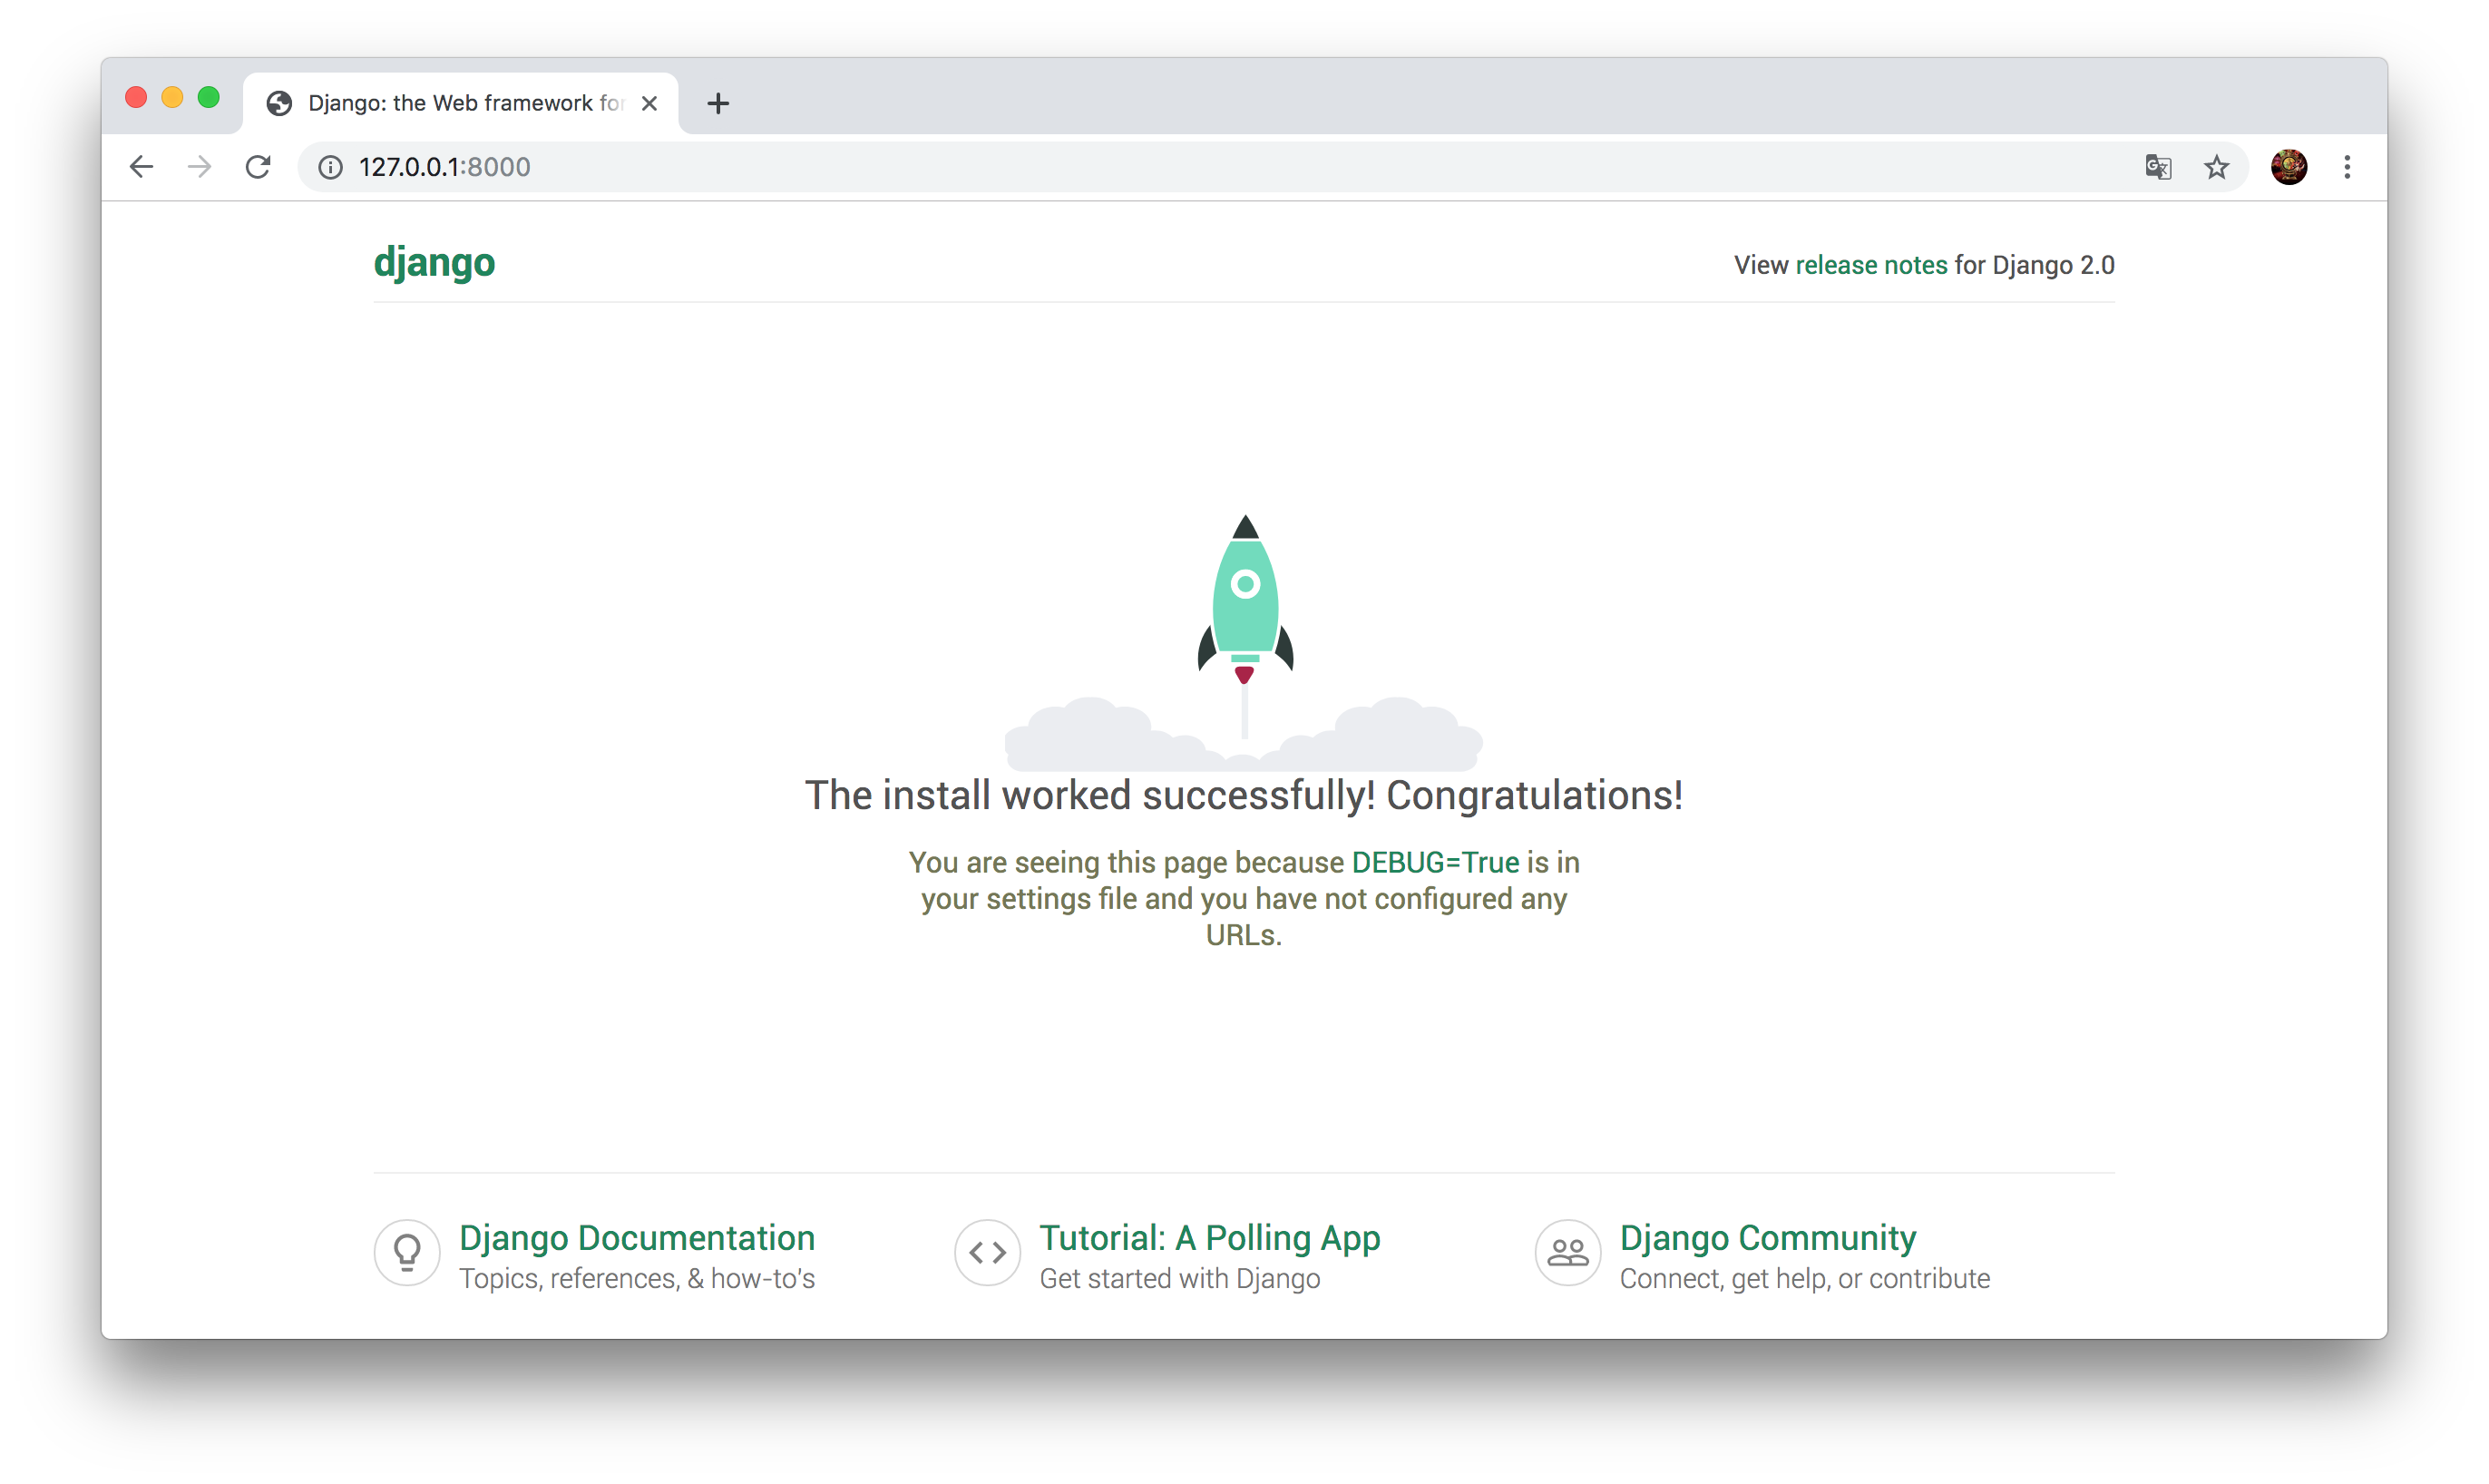 Django: the Web framework for
127.0.0.1:8000
django
View release notes for Django 2.0
The install worked successfully! Congratulations!
You are seeing this page because DEBUG=True is in
your settings file and you have not configured any
URLs.
Django Documentation
Topics, references, & how-to's
Tutorial: A Polling App
Get started with Django
Django Community
Connect, get help, or contribute